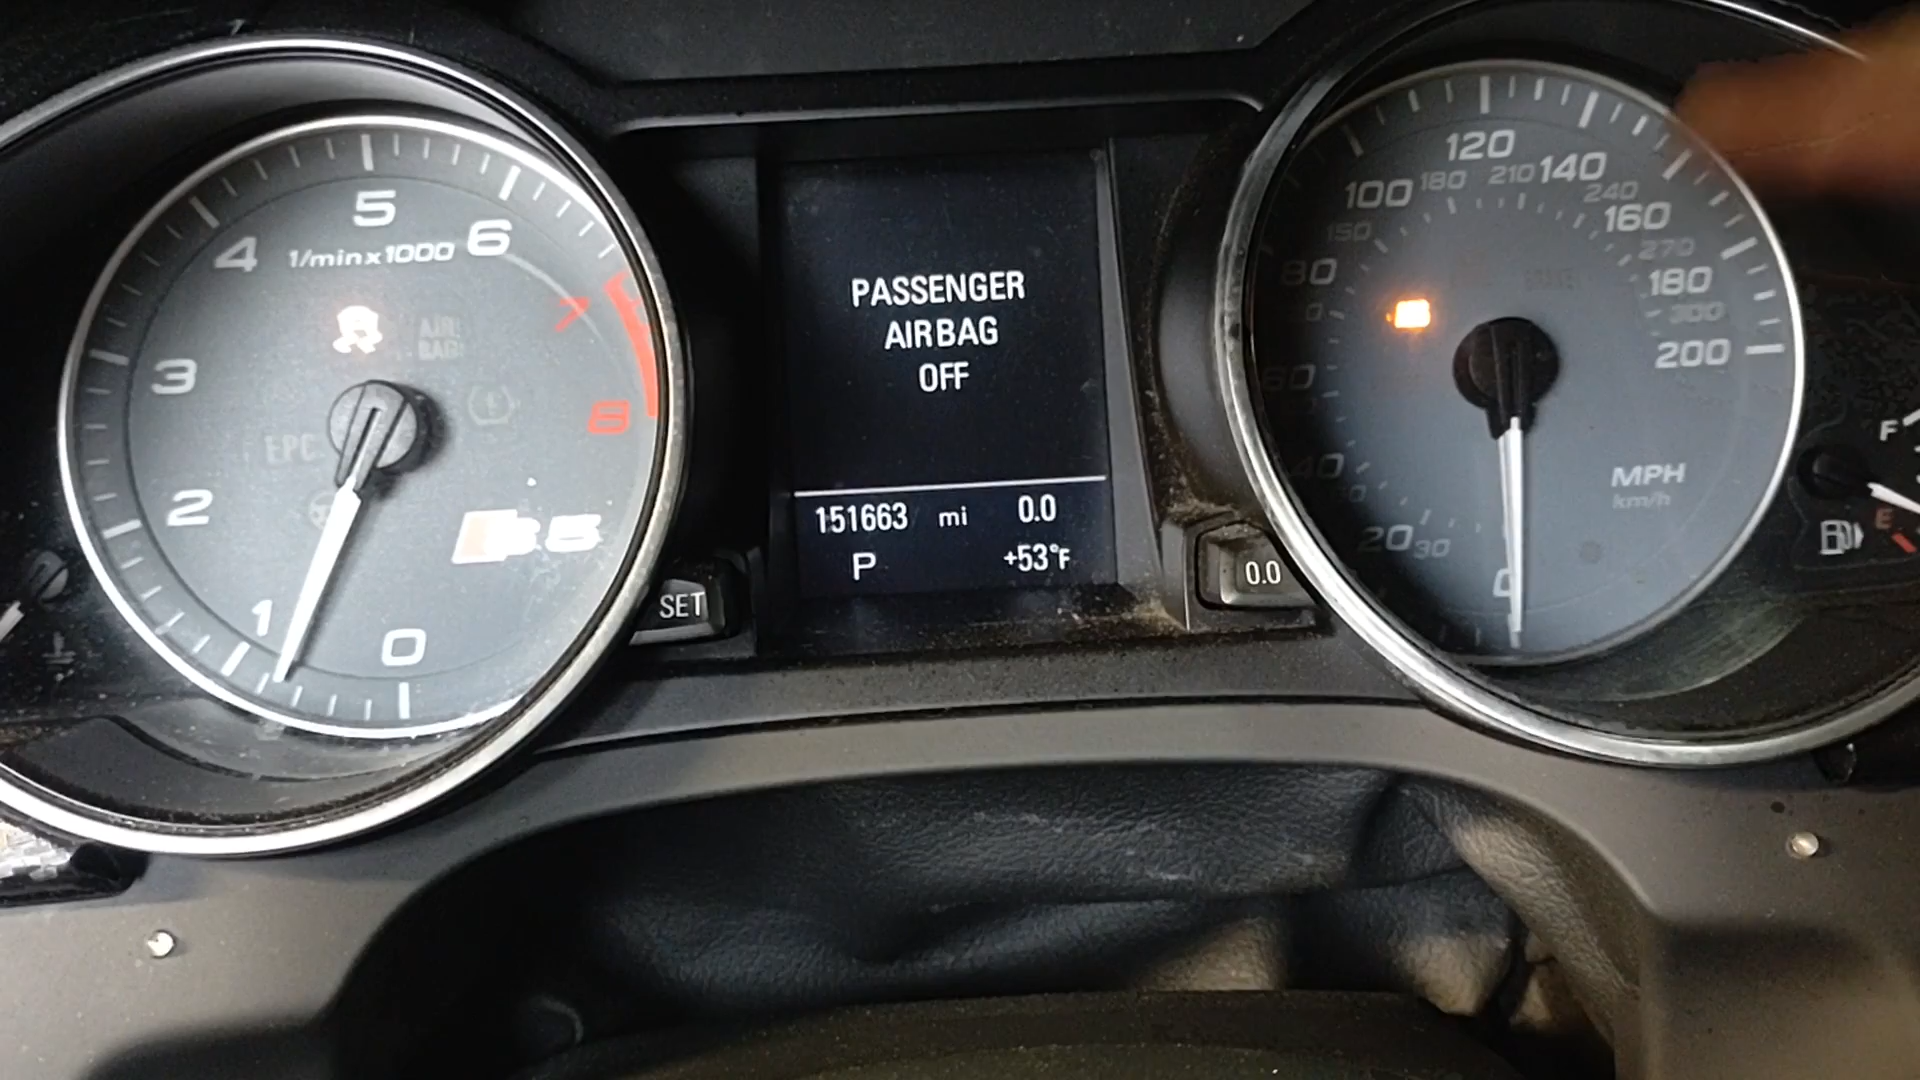 5
4
1/min x 1000
6
7
AIR
BAG
3
8
EPC
2
S5
1
0
SET
PASSENGER
AIRBAG
OFF
151663 mi 0.0
P +53°F
0.0
120
140
100
180
210
240
160
150
270
80
180
300
200
60
40
MPH
km/h
20
30
0
F
E